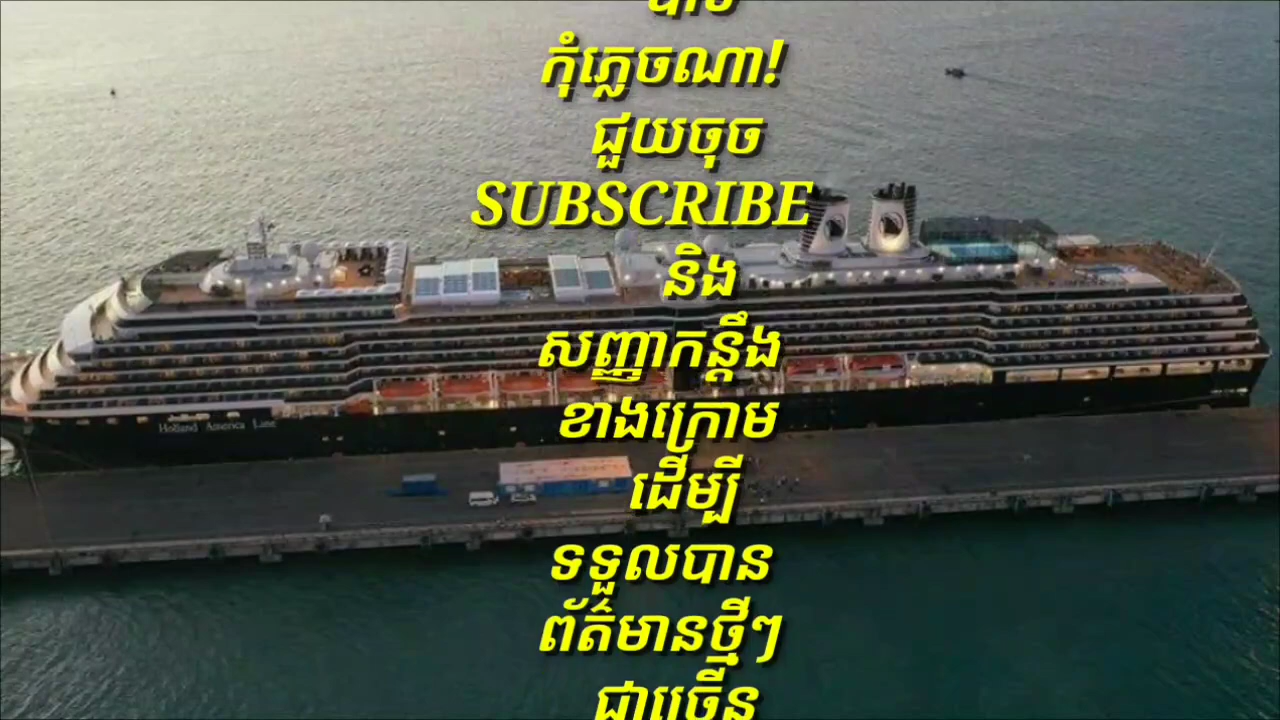 កុំភ្លេចណា!
ជួយចុច
SUBSCRIBE
និង
សញ្ញាកន្ដឹង
ខាងក្រោម
ដើម្បី
ទទួលបាន
ព័ត៌មានថ្មីៗ
ជាច្រើន
Holland America Line